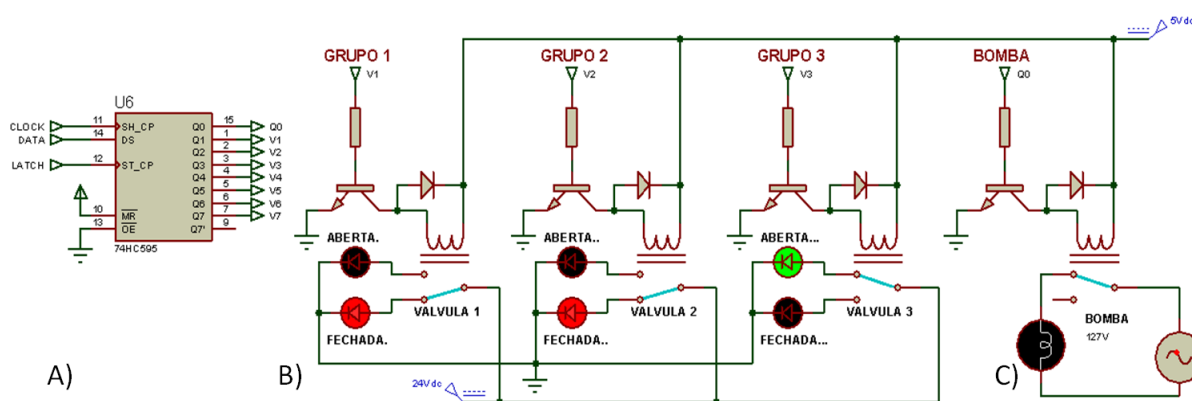 5Vdc
GRUPO 1
V1
GRUPO 2
V2
GRUPO 3
V3
BOMBA
Q0
U6
CLOCK 11 SH_CP Q0 15 Q0
DATA 14 DS Q1 1 V1
Q2 2 V2
LATCH 12 ST_CP Q3 3 V3
Q4 4 V4
Q5 5 V5
Q6 6 V6
10 MR Q7 7 V7
13 OE Q7' 9
74HC595
ABERTA.
FECHADA.
VALVULA 1
ABERTA..
FECHADA..
VALVULA 2
ABERTA...
FECHADA...
VALVULA 3
BOMBA
127V
24Vdc
A)
B)
C)